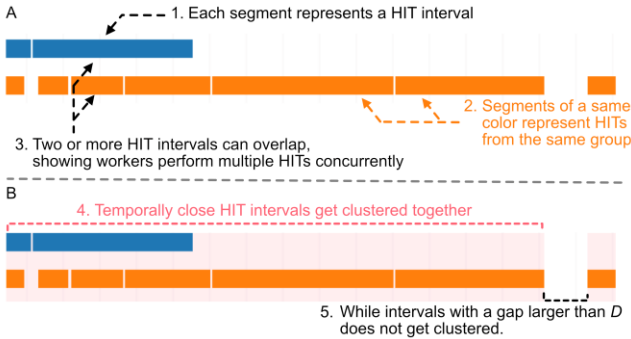 A
1. Each segment represents a HIT interval
2. Segments of a same
color represent HITs
from the same group
3. Two or more HIT intervals can overlap,
showing workers perform multiple HITs concurrently
B
4. Temporally close HIT intervals get clustered together
5. While intervals with a gap larger than D
does not get clustered.